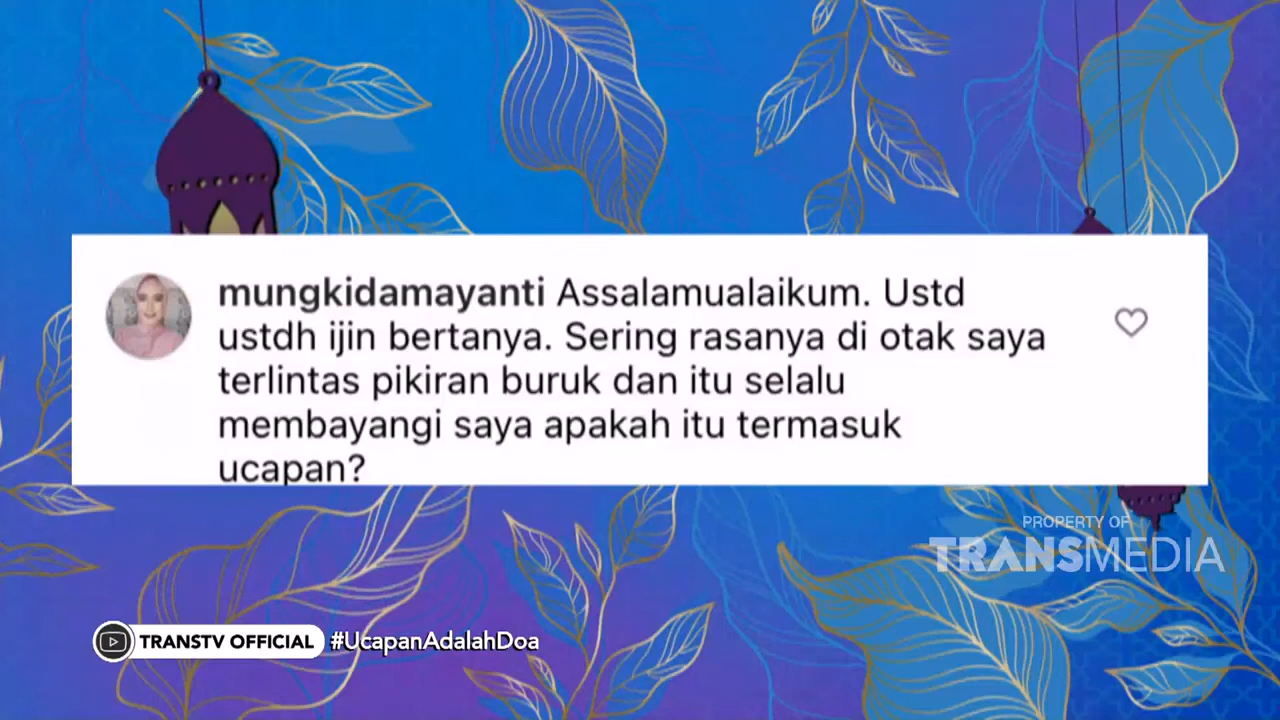 mungkidamayanti Assalamualaikum. Ustd
ustdh ijin bertanya. Sering rasanya di otak saya
terlintas pikiran buruk dan itu selalu
membayangi saya apakah itu termasuk
ucapan?
PROPERTY OF
TRANSMEDIA
TRANSTV OFFICIAL #UcapanAdalahDoa